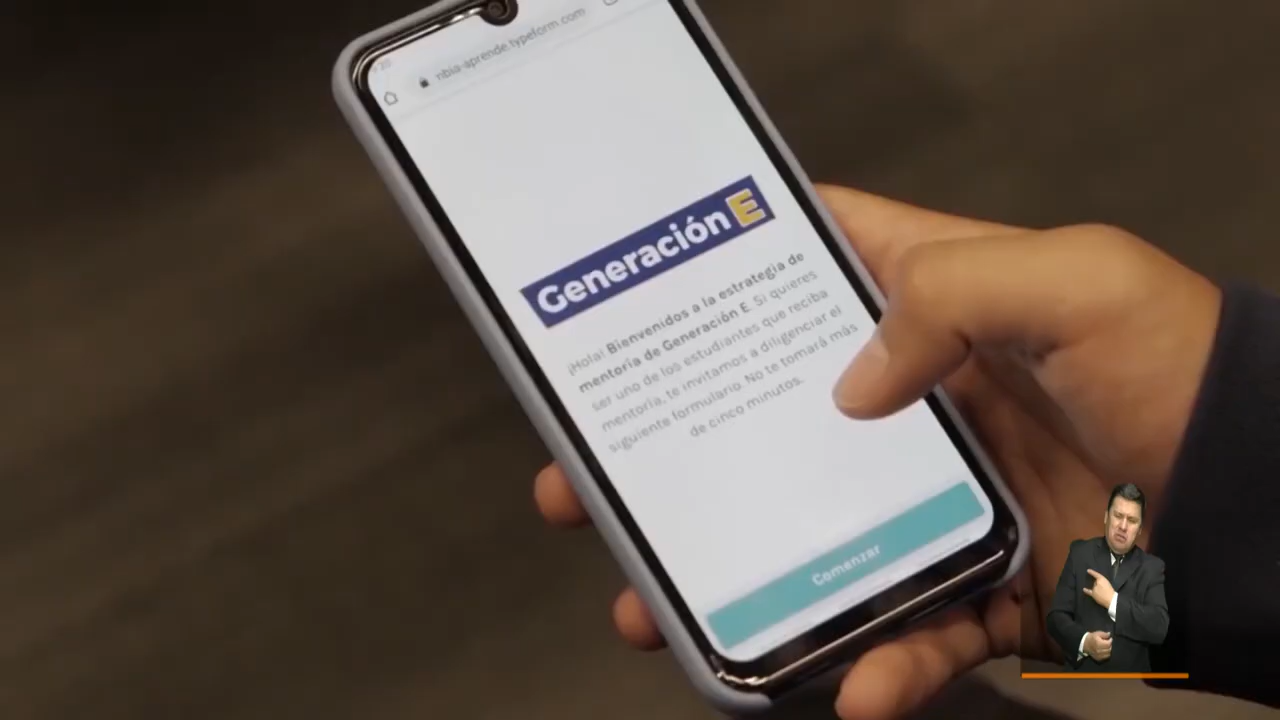 nbia-aprende.typeform.com
Generación E
¡Hola! Bienvenidos a la estrategia de
mentoría de Generación E. Si quieres
ser uno de los estudiantes que reciba
mentoría, te invitamos a diligenciar el
siguiente formulario. No te tomará más
de cinco minutos.
Comenzar